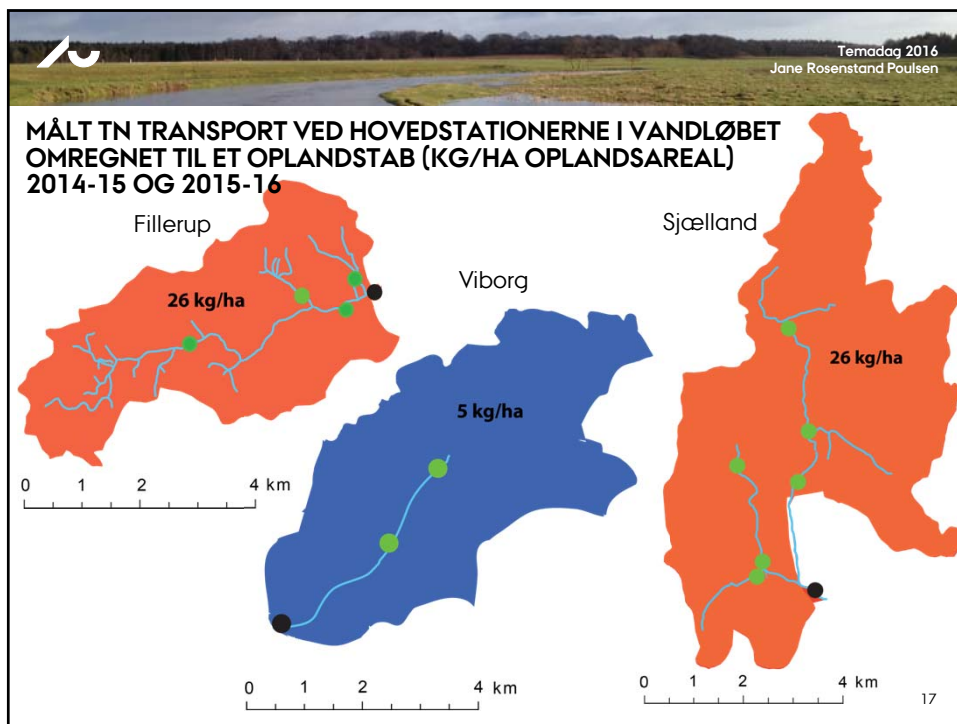 Temadag 2016
Jane Rosenstand Poulsen
MÅLT TN TRANSPORT VED HOVEDSTATIONERNE I VANDLØBET
OMREGNET TIL ET OPLANDSTAB (KG/HA OPLANDSAREAL)
2014-15 OG 2015-16
Fillerup
26 kg/ha
0 1 2 4 km
Viborg
5 kg/ha
0 1 2 4 km
Sjælland
26 kg/ha
0 1 2 4 km
17